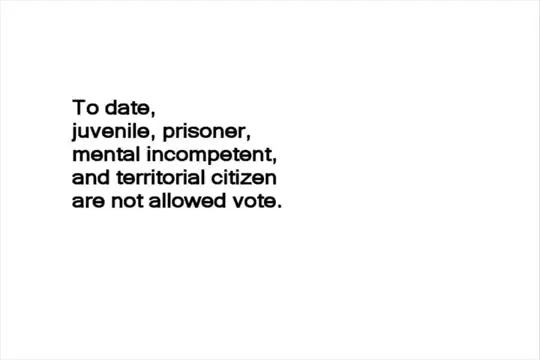 To date,
juvenile, prisoner,
mental incompetent,
and territorial citizen
are not allowed vote.